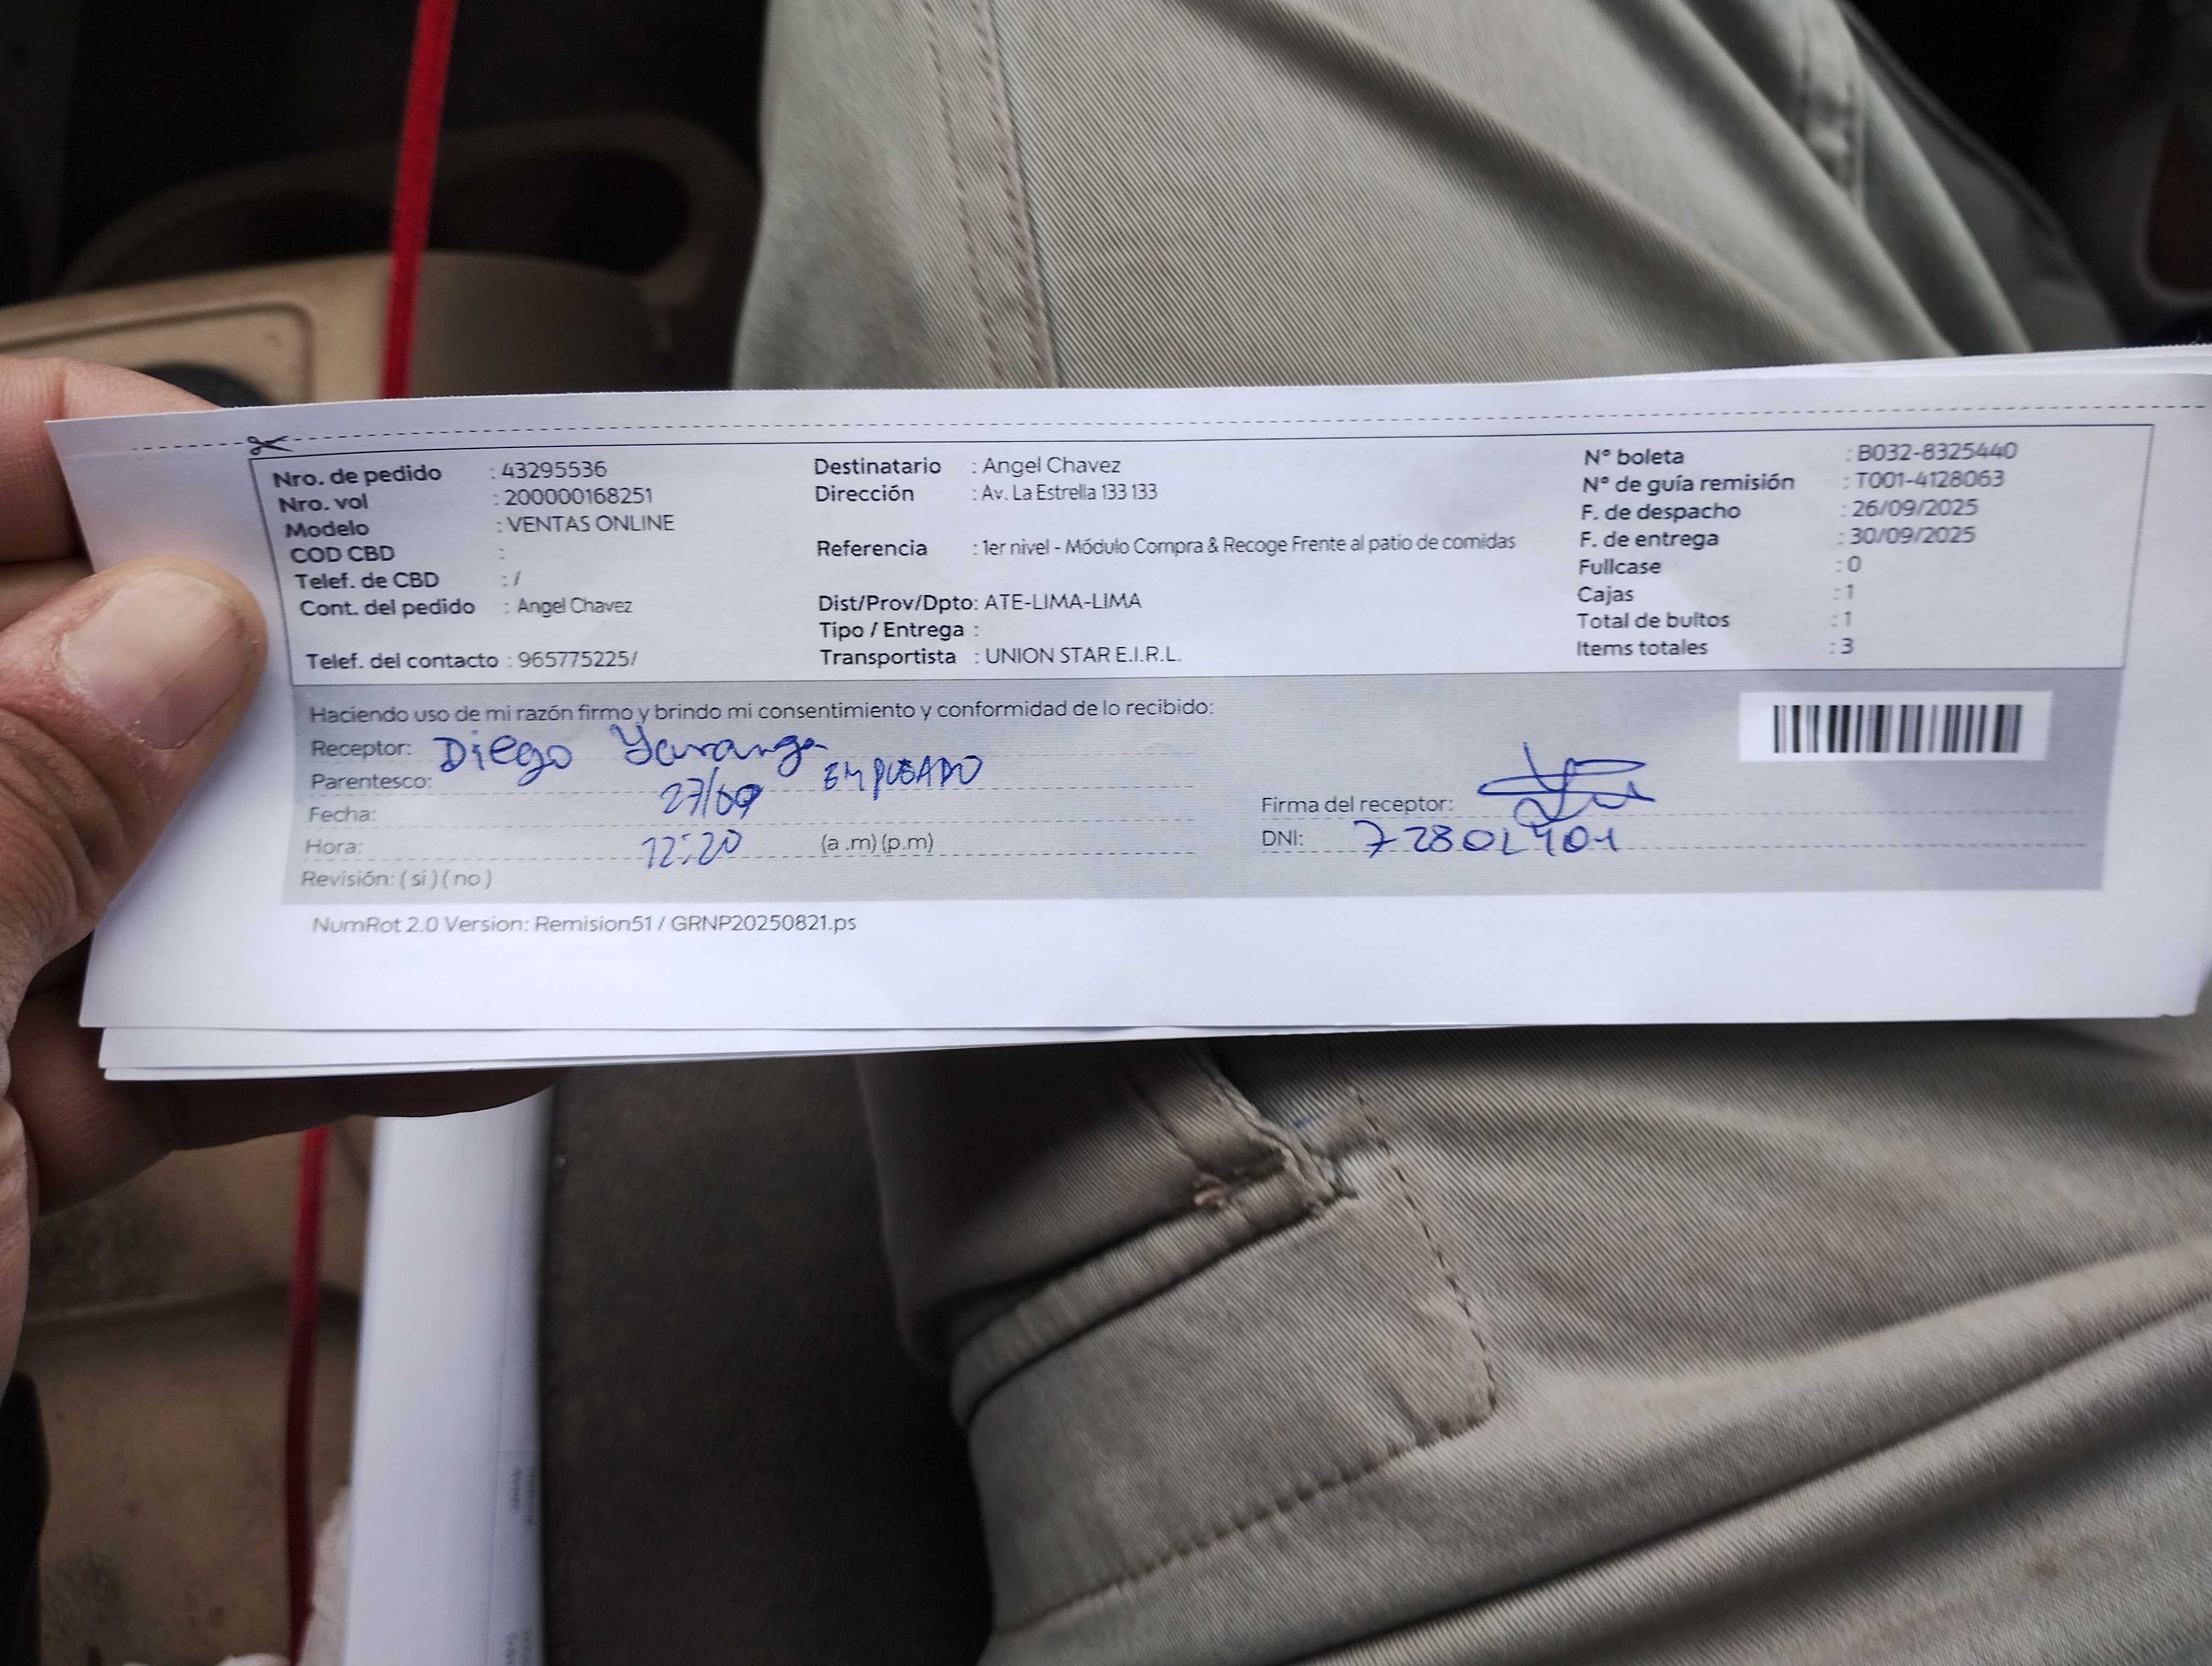 Nro. de pedido : 43295536
Nro. vol : 200000168251
Modelo : VENTAS ONLINE
COD CBD :
Telef. de CBD : /
Cont. del pedido : Angel Chavez
Telef. del contacto : 965775225/
Destinatario : Angel Chavez
Dirección : Av. La Estrella 133 133
Referencia : 1er nivel - Módulo Compra & Recoge Frente al patio de comidas
Dist/Prov/Dpto: ATE-LIMA-LIMA
Tipo / Entrega :
Transportista : UNION STAR E.I.R.L.
N° boleta : B032-8325440
N° de guía remisión : T001-4128063
F. de despacho : 26/09/2025
F. de entrega : 30/09/2025
Fullcase : 0
Cajas : 1
Total de bultos : 1
Items totales : 3
Haciendo uso de mi razón firmo y brindo mi consentimiento y conformidad de lo recibido:
Receptor: Diego Yaranga
Parentesco: EMPLEADO
Fecha: 27/09
Hora: 12:20 (a .m) (p.m)
Revisión: ( si ) ( no )
Firma del receptor:
DNI:
NumRot 2.0 Version: Remision51 / GRNP20250821.ps